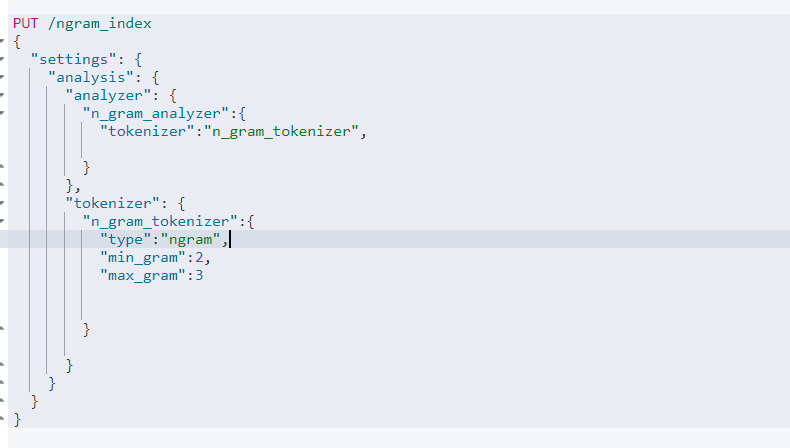 PUT /ngram_index
{
  "settings": {
    "analysis": {
      "analyzer": {
        "n_gram_analyzer":{
          "tokenizer":"n_gram_tokenizer",
        }
      },
      "tokenizer": {
        "n_gram_tokenizer":{
          "type":"ngram",
          "min_gram":2,
          "max_gram":3
        }
      }
    }
  }
}